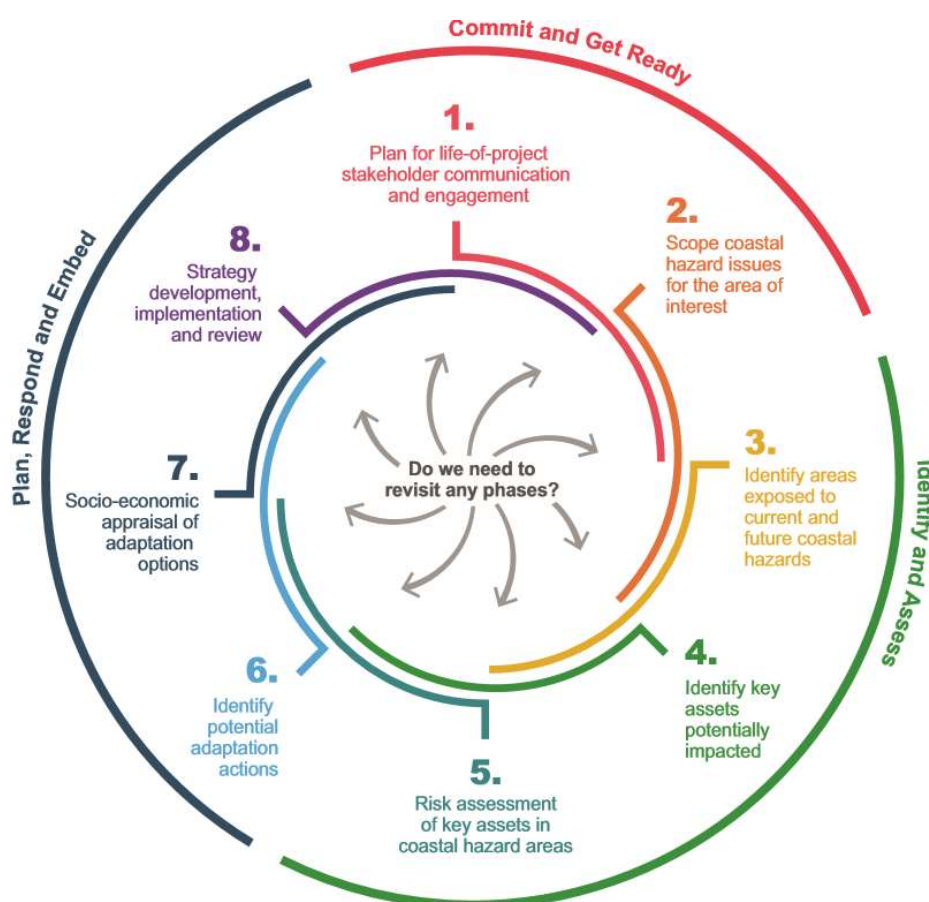 Commit and Get Ready
1.
Plan for life-of-project
stakeholder communication
and engagement
2.
Scope coastal
hazard issues
for the area of
interest
Identify and Assess
3.
Identify areas
exposed to
current and
future coastal
hazards
4.
Identify key
assets
potentially
impacted
5.
Risk assessment
of key assets in
coastal hazard areas
Plan, Respond and Embed
6.
Identify
potential
adaptation
actions
7.
Socio-economic
appraisal of
adaptation
options
8.
Strategy
development,
implementation
and review
Do we need to
revisit any phases?